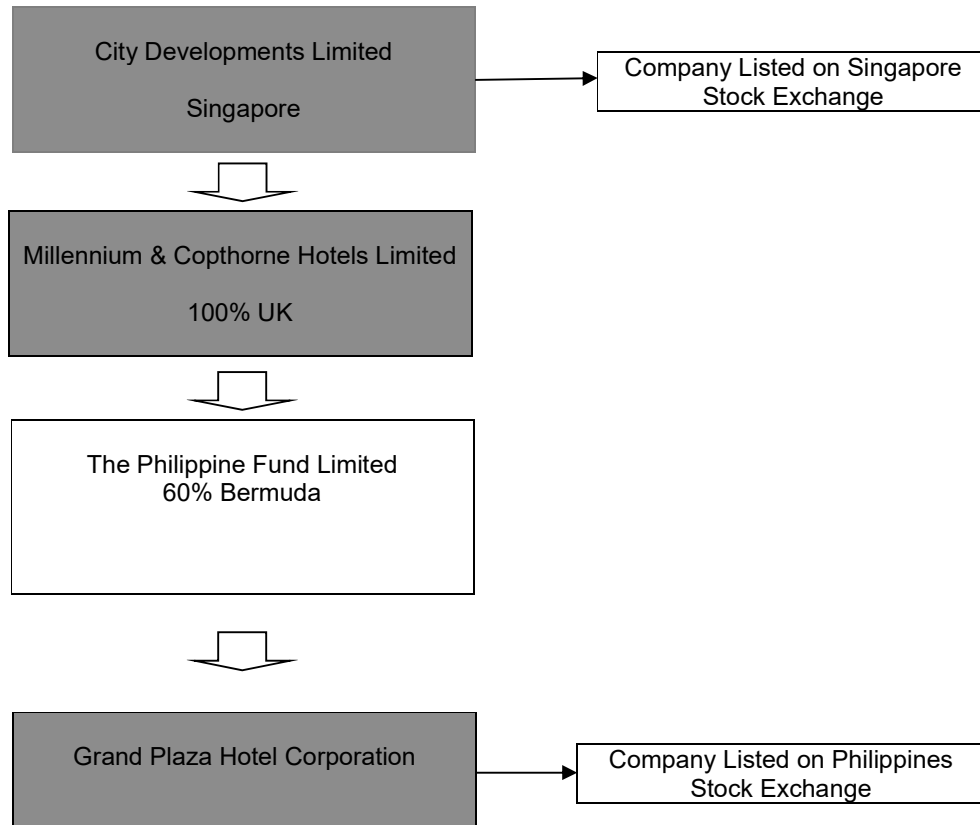 City Developments Limited
Singapore
Company Listed on Singapore
Stock Exchange
Millennium & Copthorne Hotels Limited
100% UK
The Philippine Fund Limited
60% Bermuda
Grand Plaza Hotel Corporation
Company Listed on Philippines
Stock Exchange